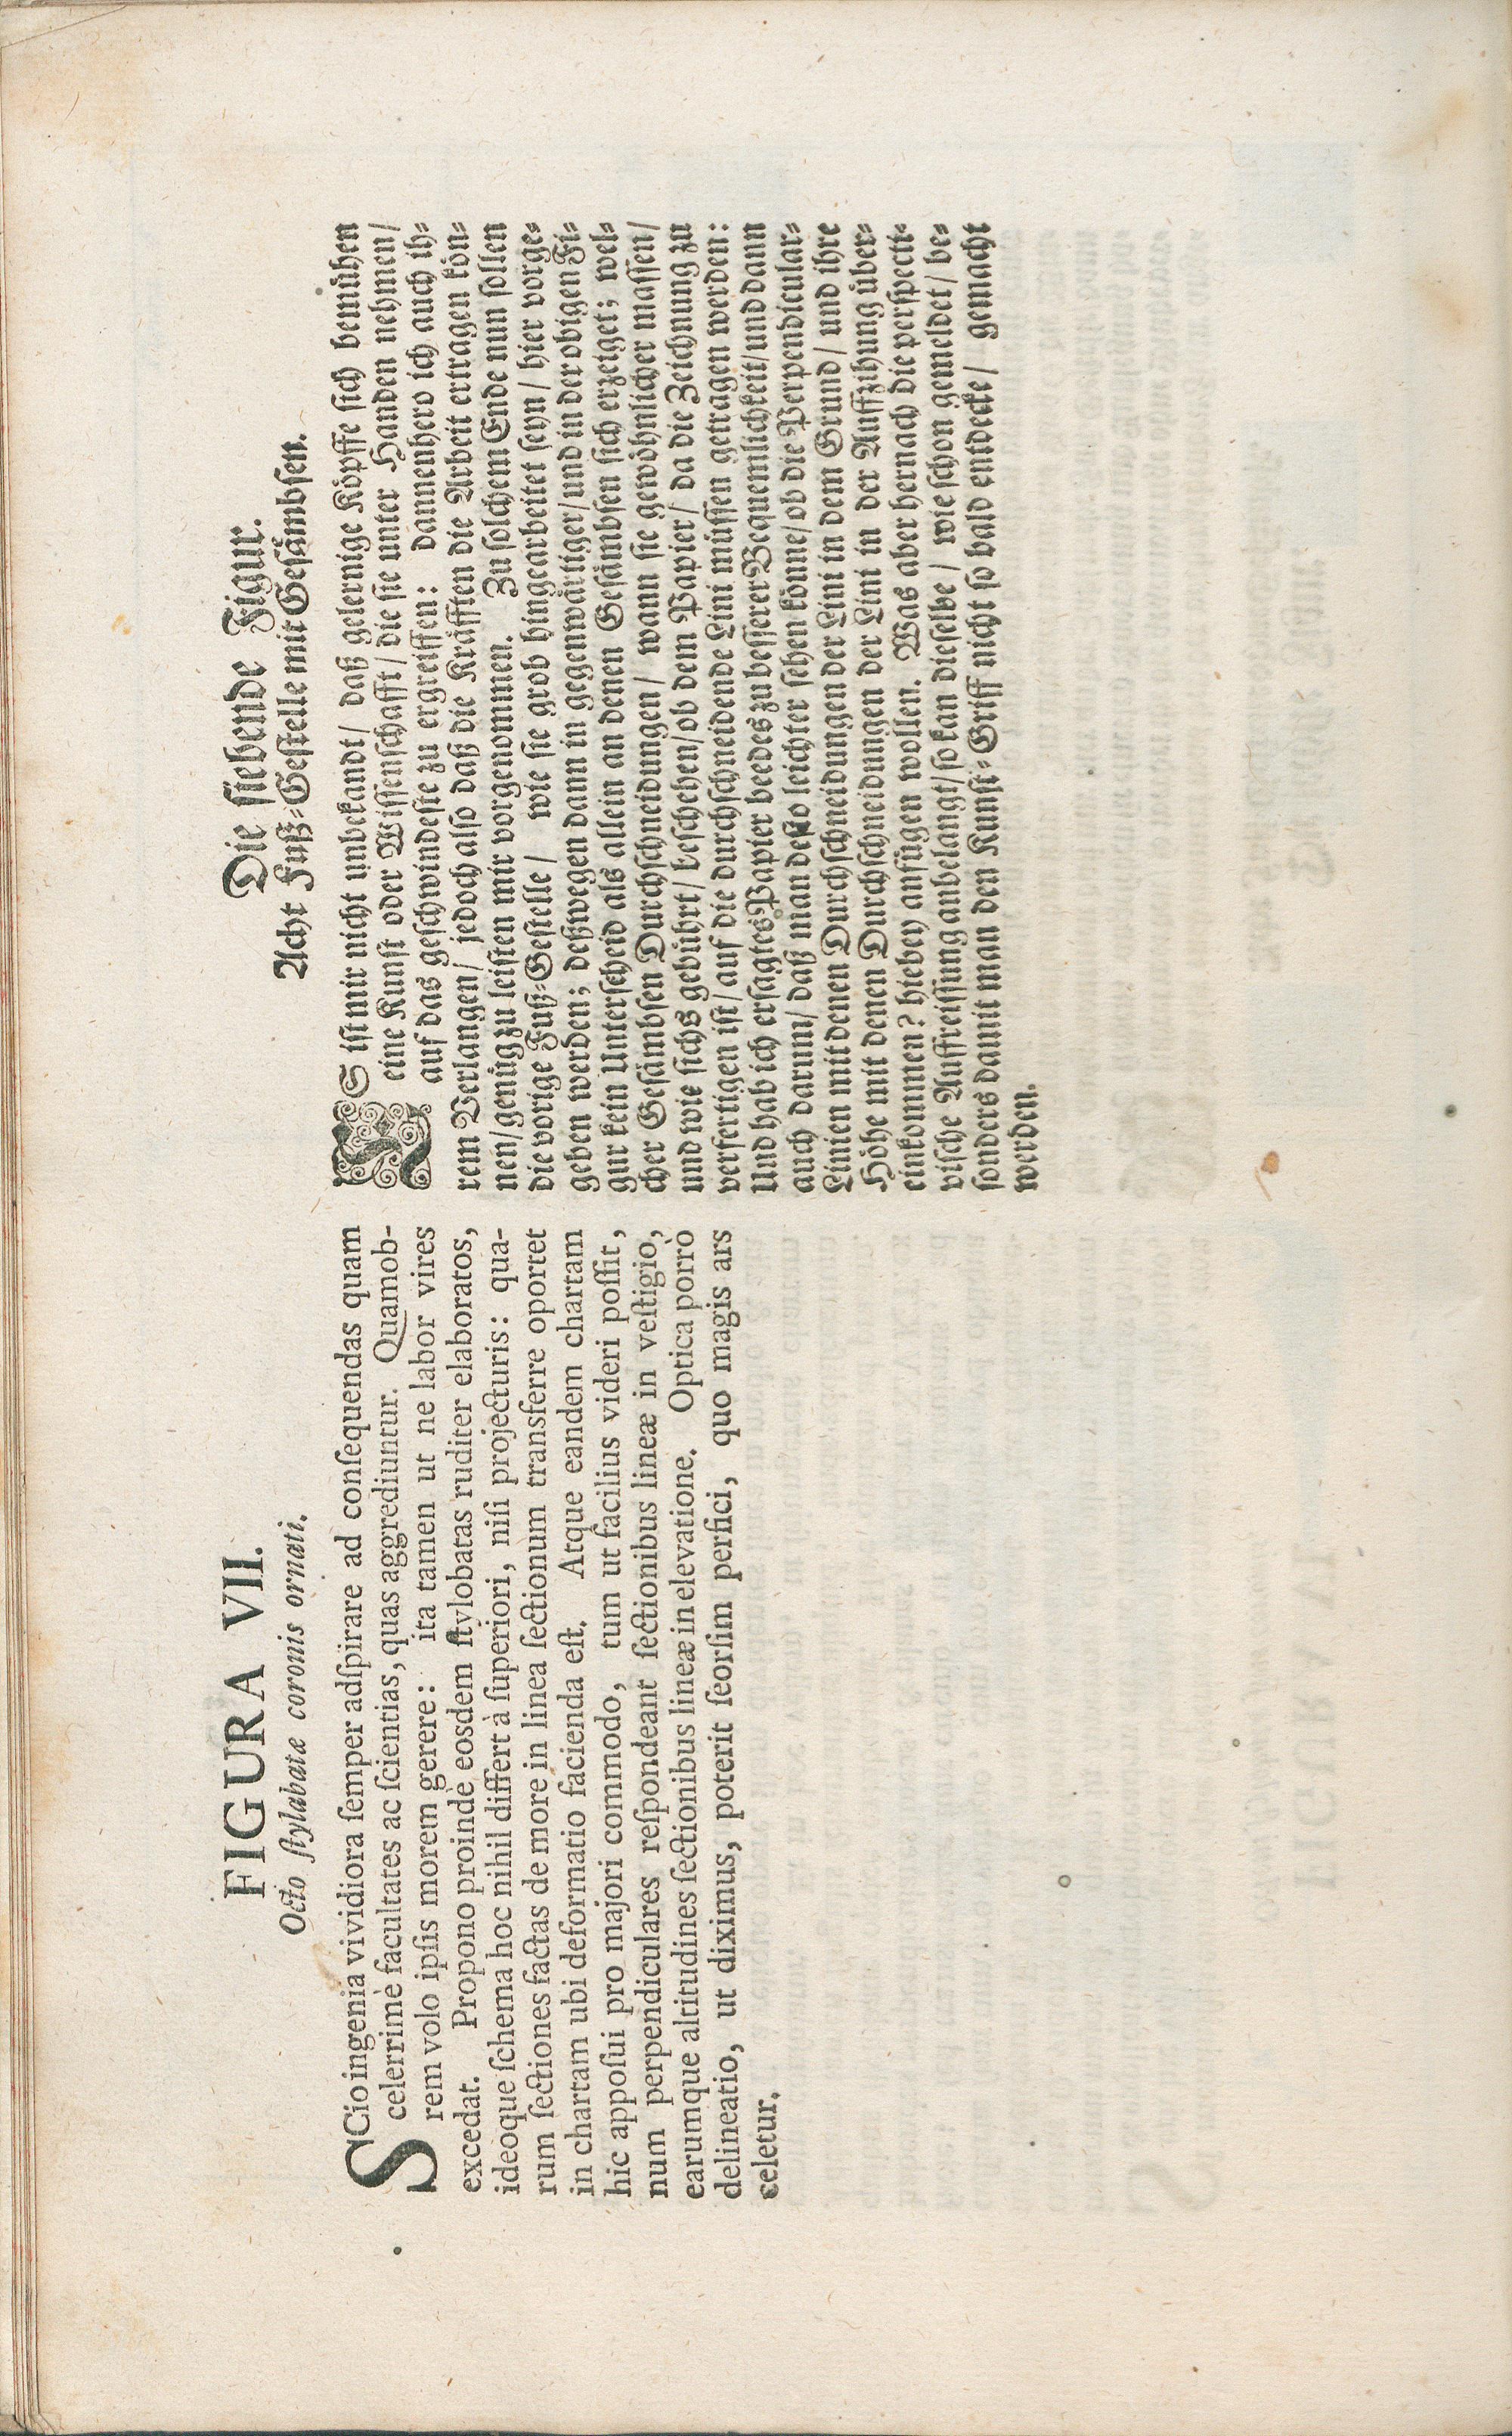 FIGURA VII.
Octo ſtylabatæ coronis ornati.
SCio ingenia vividiora ſemper adſpirare ad conſequendas quam
celerrimè facultates ac ſcientias, quas aggrediuntur. Quamob-
rem volo ipſis morem gerere: ita tamen ut ne labor vires
excedat. Propono proindè eosdem ſtylobatas ruditer elaboratos,
ideoque ſchema hoc nihil differt à ſuperiori, niſi projecturis: qua-
rum ſectiones factas de more in linea ſectionum transferre oportet
in chartam ubi deformatio facienda eſt. Atque eandem chartam
hic appoſui pro majori commodo, tum ut facilius videri poſſit,
num perpendiculares reſpondeant ſectionibus lineæ in veſtigio,
earumque altitudines ſectionibus lineæ in elevatione. Optica porrò
delineatio, ut diximus, poterit ſeorſim perfici, quo magis ars
celetur.
Die ſiebende Figur.
Acht Fuß-Geſtelle mit Geſåmbſen.
ES iſt mir nicht unbekandt/ daß gelernige Köpffe ſich bemühen
eine Kunſt oder Wiſſenſchafft/ die ſie unter Handen nehmen/
auf das geſchwindeſte zu ergreiffen: dannenhero ich auch ih-
rem Verlangen/ jedoch alſo daß die Kräfften die Arbeit ertragen kön-
nen/ genüg zu leiſten mir vorgenommen. Zu ſolchem Ende nun ſollen
die vorige Fuß-Geſtelle/ wie ſie grob hingearbeitet ſeyn/ hier vorge-
geben werden; deßwegen dann in gegenwärtiger/ und in der obigen Fi-
gur kein Unterſcheid als allein an denen Geſämbſen ſich erzeiget; wel-
cher Geſämbſen Durchſchneidungen/ wann ſie gewöhnlicher maſſen/
und wie ſichs gebührt/ beſchehen/ ob dem Papier/ da die Zeichnung zu
verfertigen iſt/ auf die durchſchneidende Lini müſſen getragen werden:
Und hab ich erſagtes Papier beedes zu beſſerer Bequemlichkeit/ und dann
auch darum/ daß man deſto leichter ſehen könne/ ob die Perpendicular-
Linien mit denen Durchſchneidungen der Lini in dem Grund/ und ihre
Höhe mit denen Durchſchneidungen der Lini in der Auffzihung über-
einkommen? hiebey anfügen wollen. Was aber hernach die perſpecti-
viſche Auffreiſſung anbelangt/ ſo kan dieſelbe/ wie ſchon gemeldet/ be-
ſonders damit man den Kunſt-Griff nicht ſo bald entdecke/ gemacht
werden.